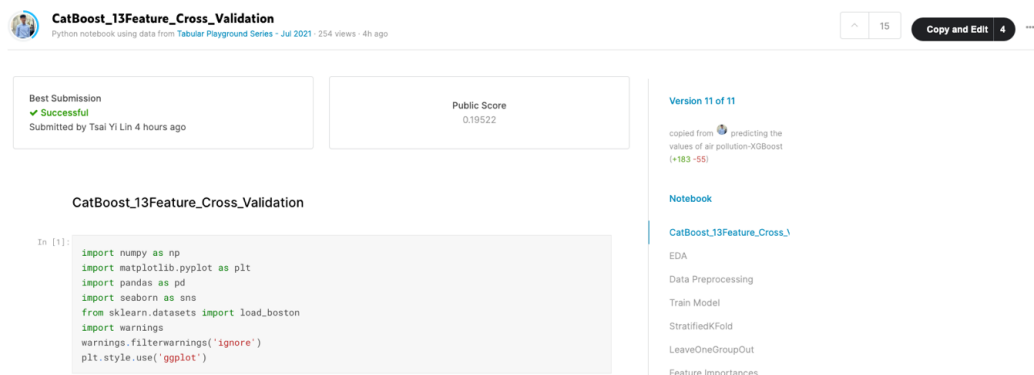 CatBoost_13Feature_Cross_Validation
Python notebook using data from Tabular Playground Series - Jul 2021 · 254 views · 4h ago
15
Copy and Edit 4
Best Submission
✔ Successful
Submitted by Tsai Yi Lin 4 hours ago
Public Score
0.19522
Version 11 of 11
copied from predicting the
values of air pollution-XGBoost
(+183 -55)
CatBoost_13Feature_Cross_Validation
In [1]:
import numpy as np
import matplotlib.pyplot as plt
import pandas as pd
import seaborn as sns
from sklearn.datasets import load_boston
import warnings
warnings.filterwarnings('ignore')
plt.style.use('ggplot')
Notebook
CatBoost_13Feature_Cross_V
EDA
Data Preprocessing
Train Model
StratifiedKFold
LeaveOneGroupOut
Feature Importances